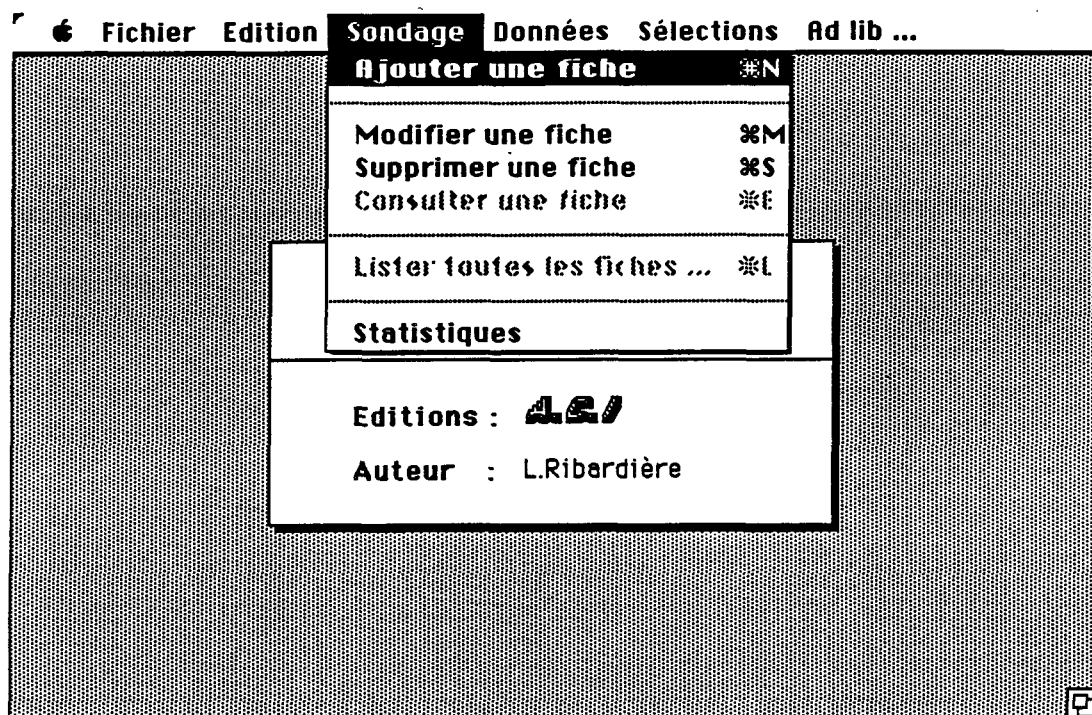 Fichier Edition Sondage Données Sélections Ad lib ...
Ajouter une fiche ⌘N
Modifier une fiche ⌘M
Supprimer une fiche ⌘S
Consulter une fiche ⌘E
Lister toutes les fiches ... ⌘L
Statistiques
Editions : ACI
Auteur : L.Ribardière